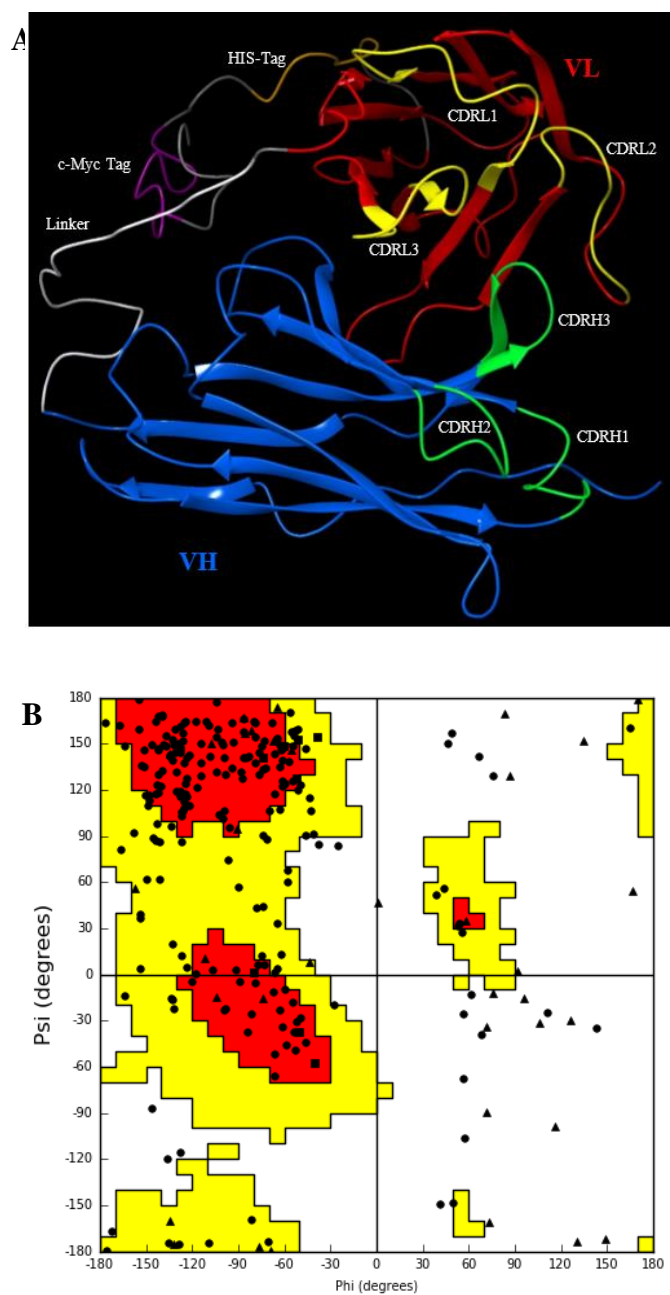 A
HIS-Tag
VL
CDRL1
CDRL2
c-Myc Tag
Linker
CDRL3
CDRH3
CDRH2
CDRH1
VH
B
180
150
120
90
60
30
0
-30
-60
-90
-120
-150
-180
Psi (degrees)
-180 -150 -120 -90 -60 -30 0 30 60 90 120 150 180
Phi (degrees)